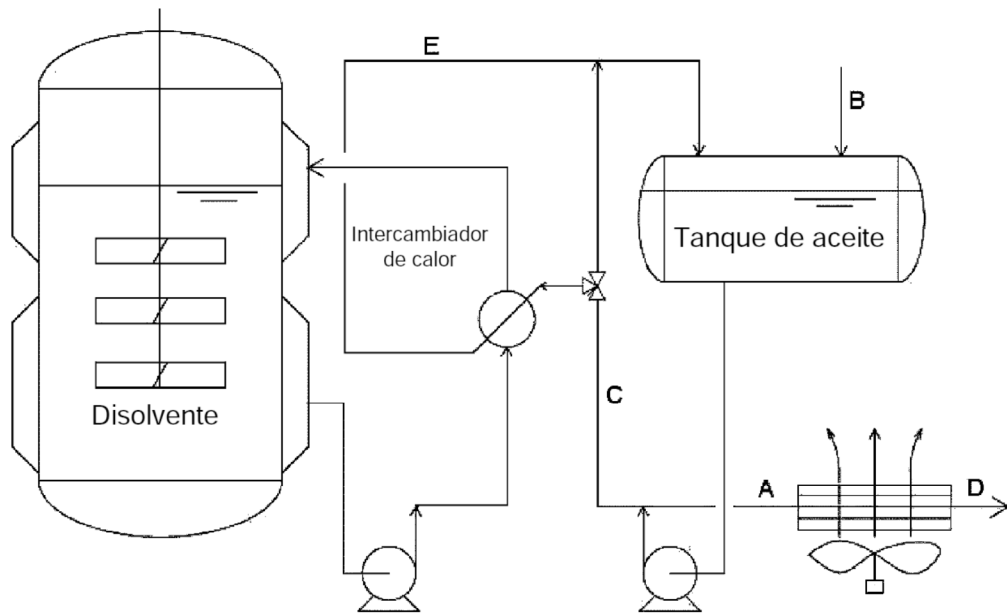 E
B
Intercambiador
de calor
Tanque de aceite
Disolvente
C
A
D